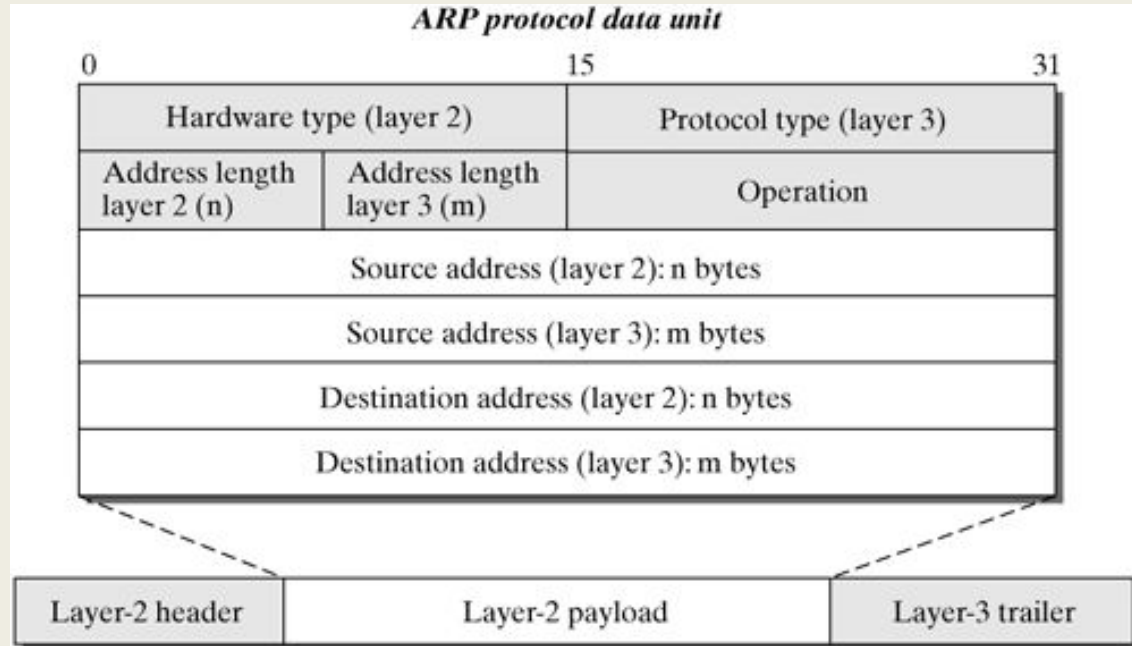 ARP protocol data unit
0 15 31
Hardware type (layer 2) Protocol type (layer 3)
Address length
layer 2 (n)
Address length
layer 3 (m)
Operation
Source address (layer 2): n bytes
Source address (layer 3): m bytes
Destination address (layer 2): n bytes
Destination address (layer 3): m bytes
Layer-2 header Layer-2 payload Layer-3 trailer